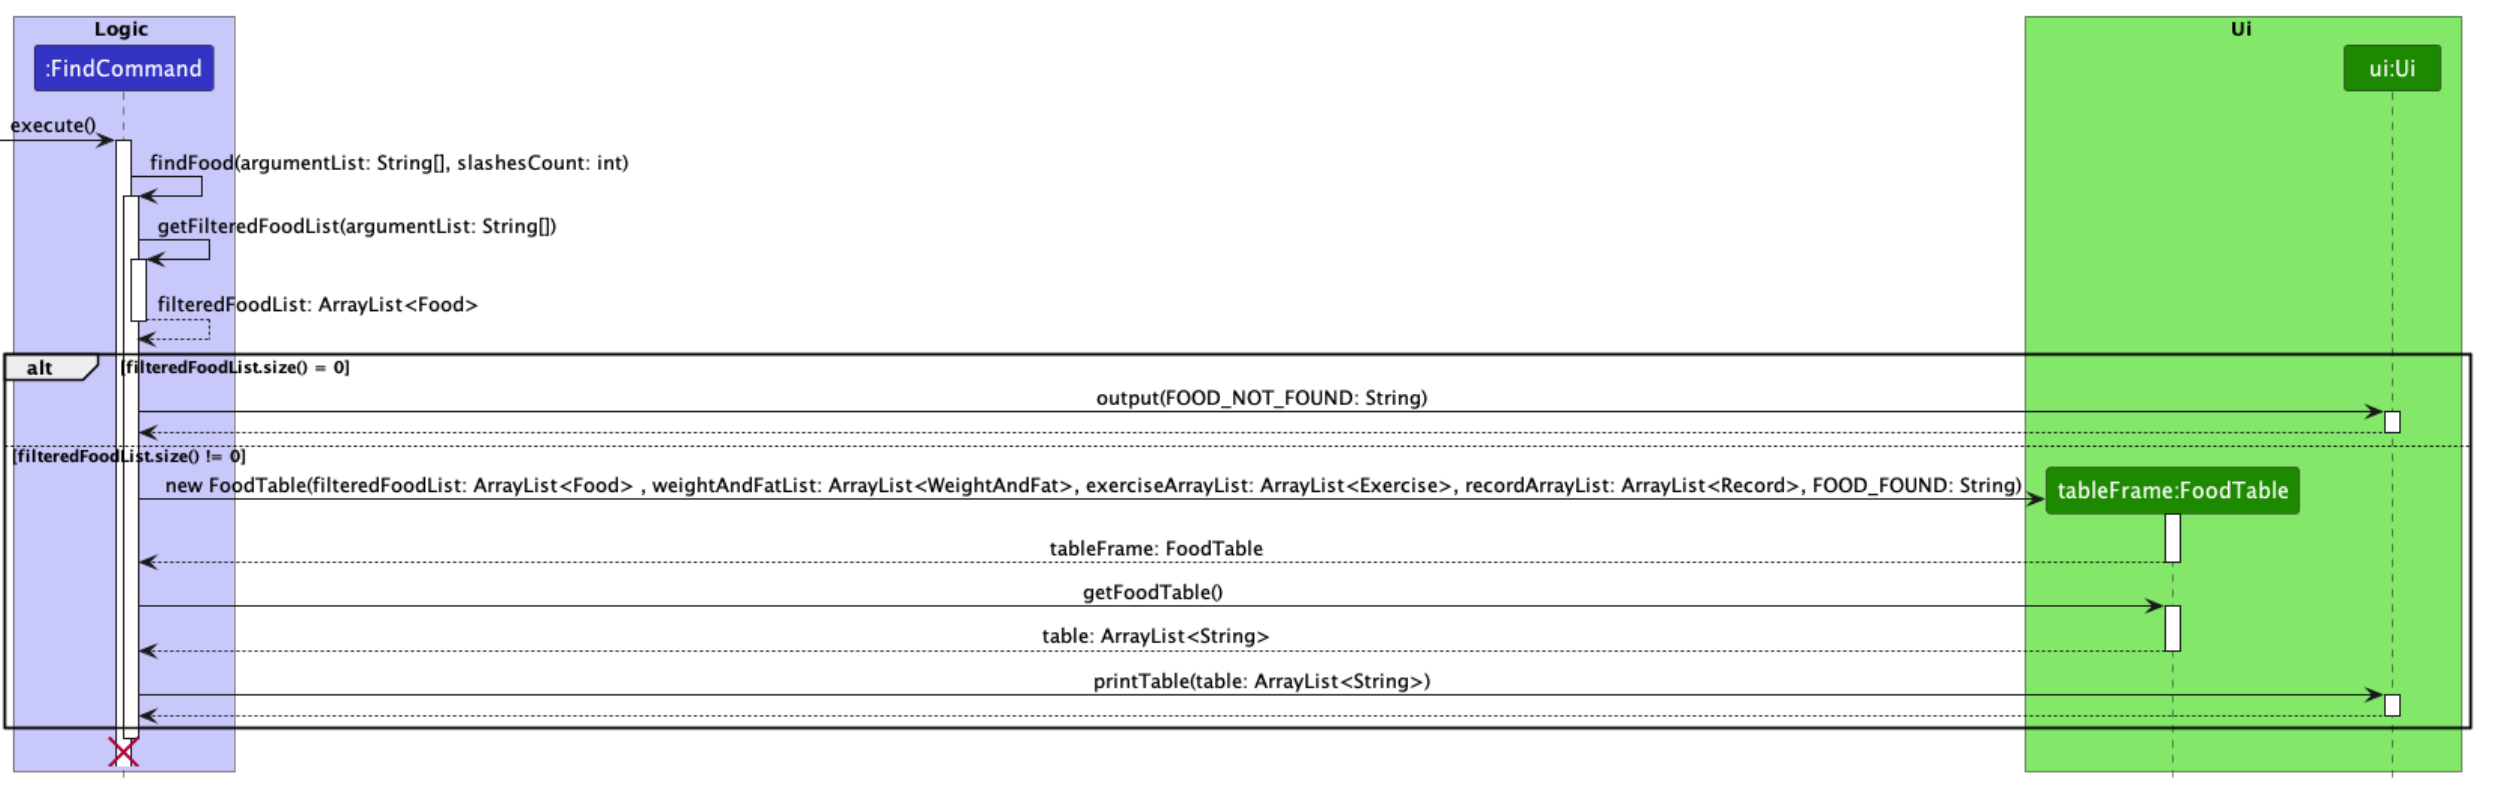 Logic
Ui
:FindCommand
ui:Ui
execute()
findFood(argumentList: String[], slashesCount: int)
getFilteredFoodList(argumentList: String[])
filteredFoodList: ArrayList<Food>
alt
[filteredFoodList.size() = 0]
output(FOOD_NOT_FOUND: String)
[filteredFoodList.size() != 0]
new FoodTable(filteredFoodList: ArrayList<Food> , weightAndFatList: ArrayList<WeightAndFat>, exerciseArrayList: ArrayList<Exercise>, recordArrayList: ArrayList<Record>, FOOD_FOUND: String)
tableFrame:FoodTable
tableFrame: FoodTable
getFoodTable()
table: ArrayList<String>
printTable(table: ArrayList<String>)